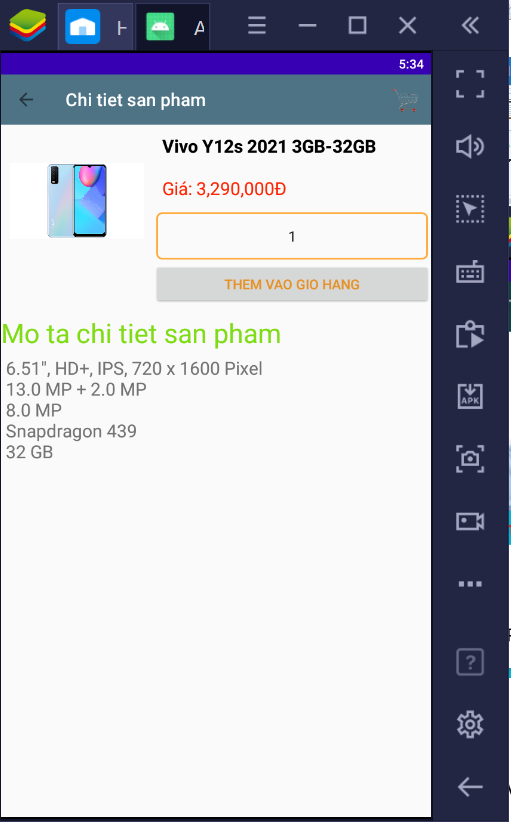 5:34
Chi tiet san pham
Vivo Y12s 2021 3GB-32GB
Giá: 3,290,000Đ
1
THEM VAO GIO HANG
Mo ta chi tiet san pham
6.51", HD+, IPS, 720 x 1600 Pixel
13.0 MP + 2.0 MP
8.0 MP
Snapdragon 439
32 GB
APK